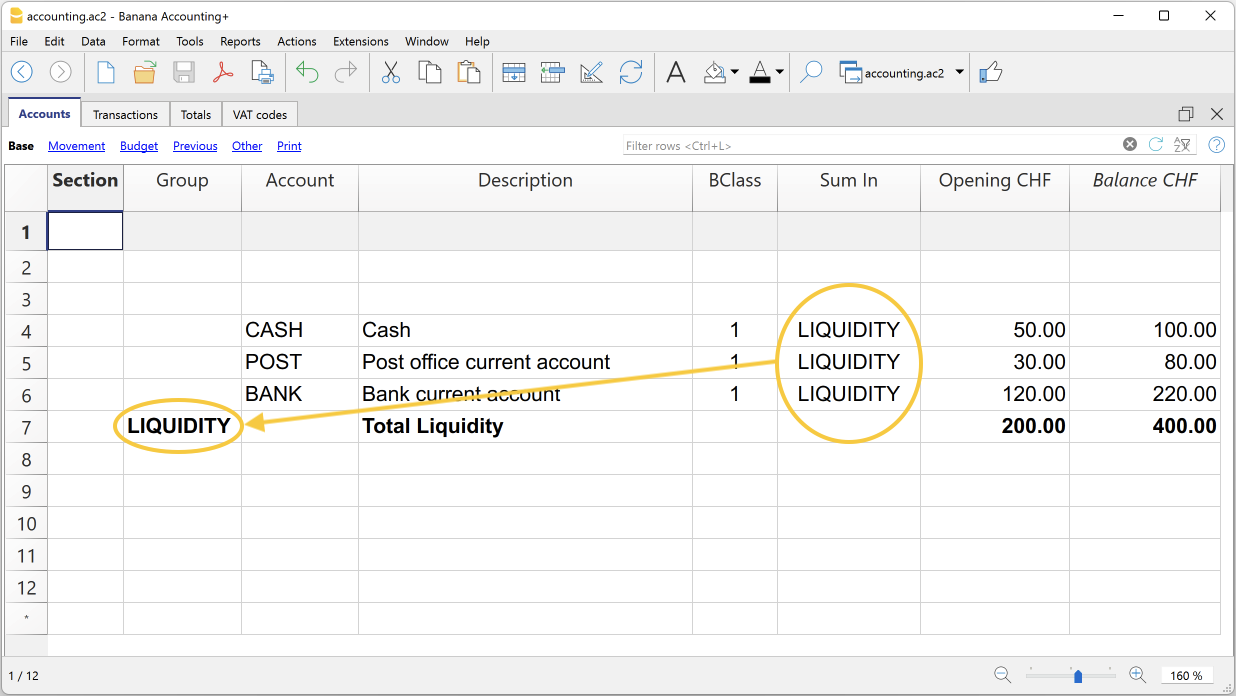 accounting.ac2 - Banana Accounting+
File Edit Data Format Tools Reports Actions Extensions Window Help
accounting.ac2
Accounts Transactions Totals VAT codes
Base Movement Budget Previous Other Print Filter rows <Ctrl+L>
Section Group Account Description BClass Sum In Opening CHF Balance CHF
1
2
3
4 CASH Cash 1 LIQUIDITY 50.00 100.00
5 POST Post office current account 1 LIQUIDITY 30.00 80.00
6 BANK Bank current account 1 LIQUIDITY 120.00 220.00
7 LIQUIDITY Total Liquidity 200.00 400.00
8
9
10
11
12
*
1 / 12 160 %